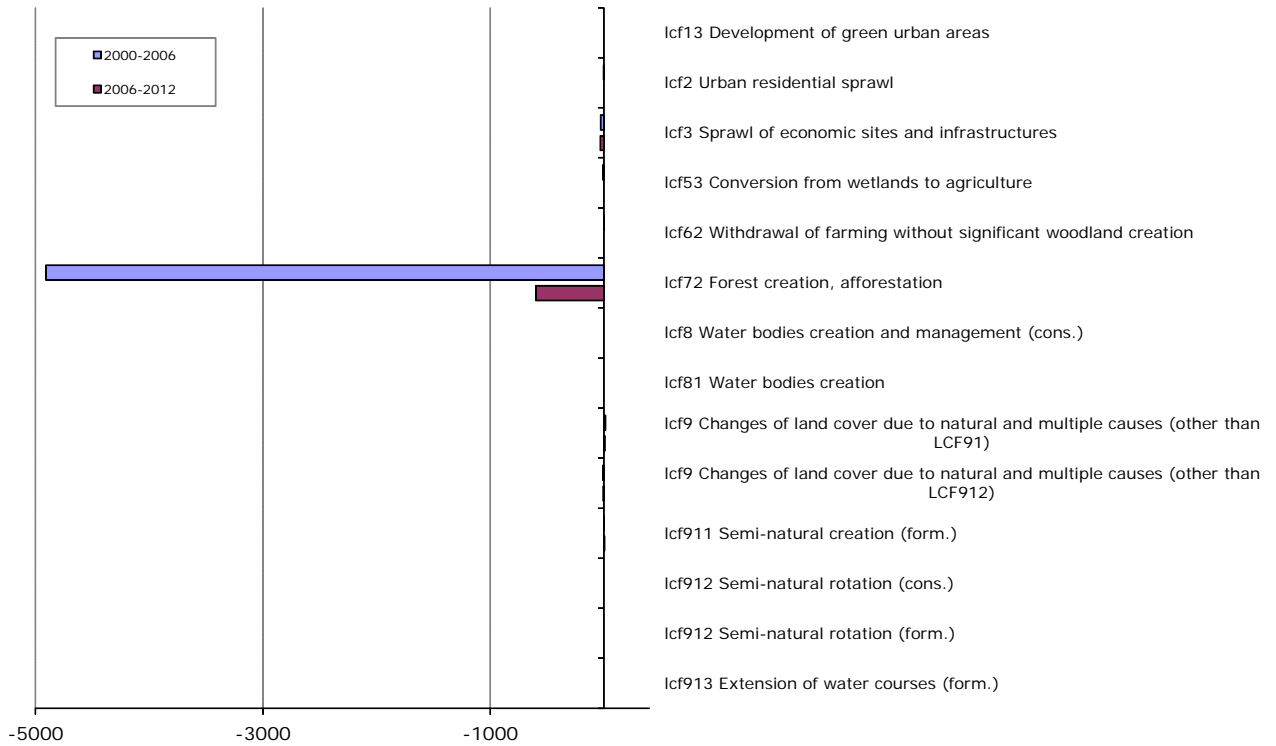 2000-2006
2006-2012
lcf13 Development of green urban areas
lcf2 Urban residential sprawl
lcf3 Sprawl of economic sites and infrastructures
lcf53 Conversion from wetlands to agriculture
lcf62 Withdrawal of farming without significant woodland creation
lcf72 Forest creation, afforestation
lcf8 Water bodies creation and management (cons.)
lcf81 Water bodies creation
lcf9 Changes of land cover due to natural and multiple causes (other than
LCF91)
lcf9 Changes of land cover due to natural and multiple causes (other than
LCF912)
lcf911 Semi-natural creation (form.)
lcf912 Semi-natural rotation (cons.)
lcf912 Semi-natural rotation (form.)
lcf913 Extension of water courses (form.)
-5000 -3000 -1000